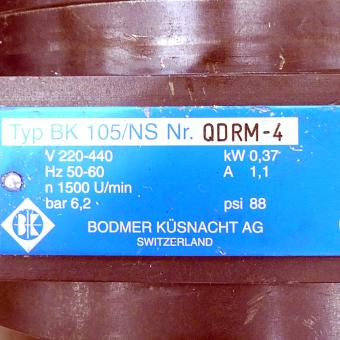 Typ BK 105/NS Nr. QDRM-4
V 220-440 kW 0,37
Hz 50-60 A 1,1
n 1500 U/min
bar 6,2 psi 88
BK
BODMER KÜSNACHT AG
SWITZERLAND